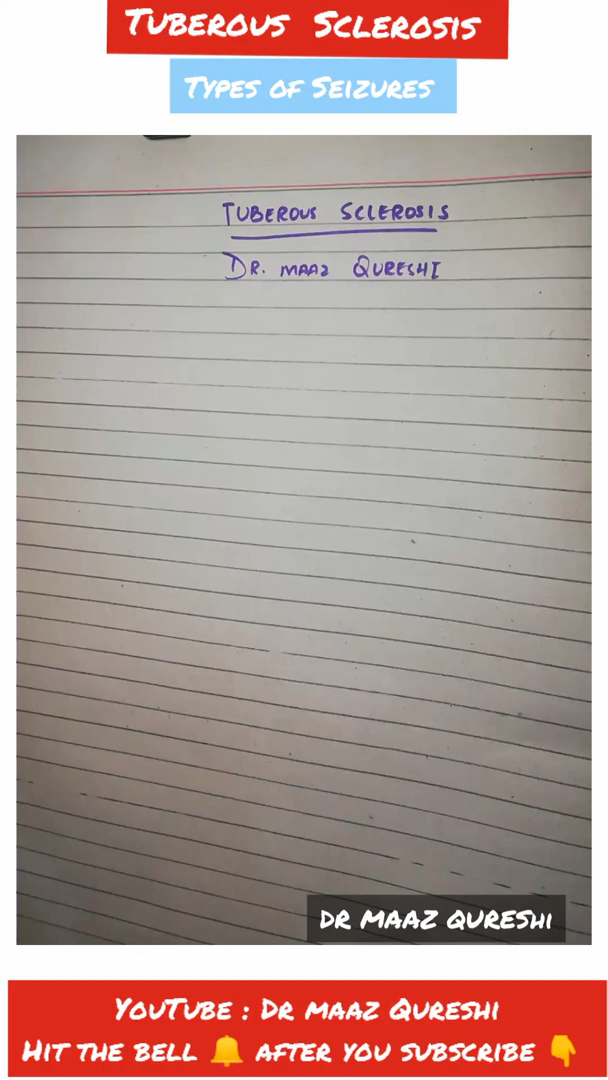 TUBEROUS SCLEROSIS
TYPES OF SEIZURES
TUBEROUS SCLEROSIS
DR. MAAZ QURESHI
DR MAAZ QURESHI
YOUTUBE : DR MAAZ QURESHI
HIT THE BELL 🔔 AFTER YOU SUBSCRIBE 👇